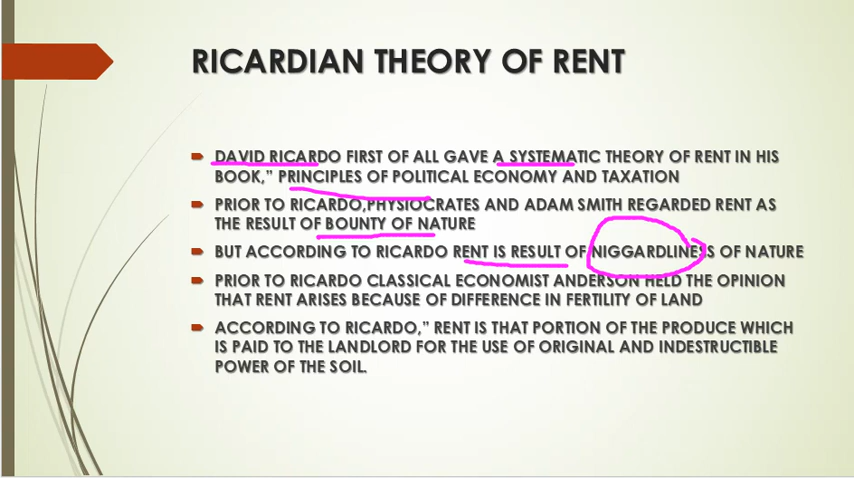 RICARDIAN THEORY OF RENT
DAVID RICARDO FIRST OF ALL GAVE A SYSTEMATIC THEORY OF RENT IN HIS
BOOK,” PRINCIPLES OF POLITICAL ECONOMY AND TAXATION
PRIOR TO RICARDO,PHYSIOCRATES AND ADAM SMITH REGARDED RENT AS
THE RESULT OF BOUNTY OF NATURE
BUT ACCORDING TO RICARDO RENT IS RESULT OF NIGGARDLINESS OF NATURE
PRIOR TO RICARDO CLASSICAL ECONOMIST ANDERSON HELD THE OPINION
THAT RENT ARISES BECAUSE OF DIFFERENCE IN FERTILITY OF LAND
ACCORDING TO RICARDO,” RENT IS THAT PORTION OF THE PRODUCE WHICH
IS PAID TO THE LANDLORD FOR THE USE OF ORIGINAL AND INDESTRUCTIBLE
POWER OF THE SOIL.